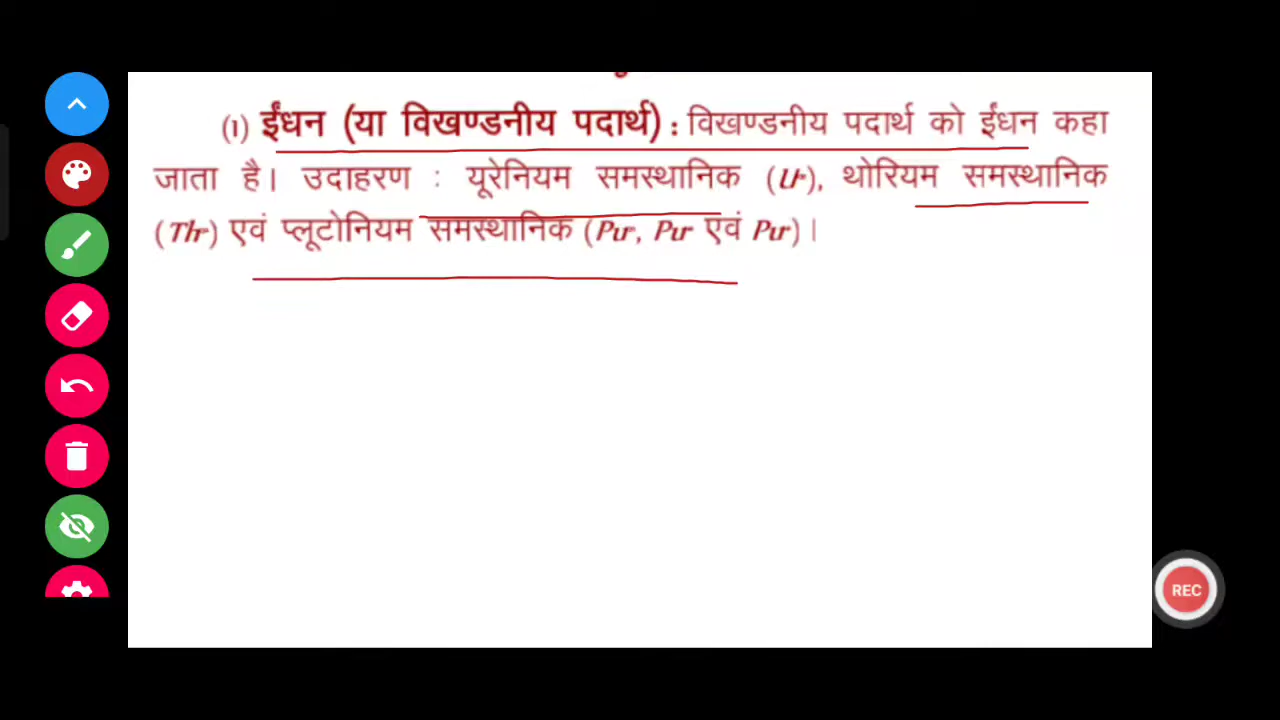 (i) ईंधन (या विखण्डनीय पदार्थ) : विखण्डनीय पदार्थ को ईंधन कहा
जाता है। उदाहरण : यूरेनियम समस्थानिक (U), थोरियम समस्थानिक
(Th) एवं प्लूटोनियम समस्थानिक (Pu, Pu एवं Pu)।
REC